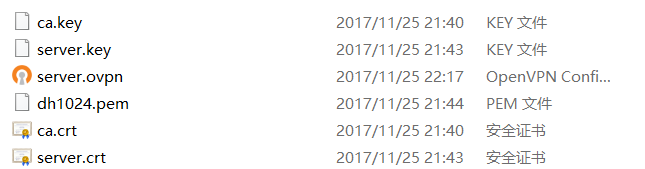 ca.key 2017/11/25 21:40 KEY 文件
server.key 2017/11/25 21:43 KEY 文件
server.ovpn 2017/11/25 22:17 OpenVPN Confi...
dh1024.pem 2017/11/25 21:44 PEM 文件
ca.crt 2017/11/25 21:40 安全证书
server.crt 2017/11/25 21:43 安全证书